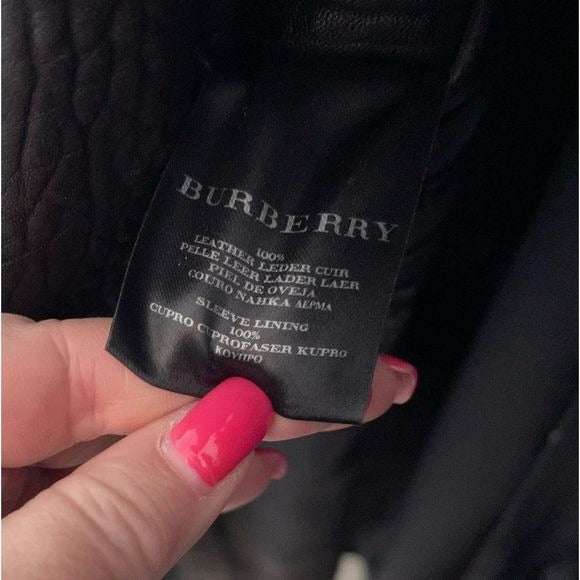 BURBERRY
100%
LEATHER LEDER CUIR
PELLE LEER LADER LAER
PIEL DE OVEJA
COURO NAHKA ΔΕΡΜΑ
SLEEVE LINING
100%
CUPRO CUPROFASER KUPRO
ΚΟΥΠΡΟ